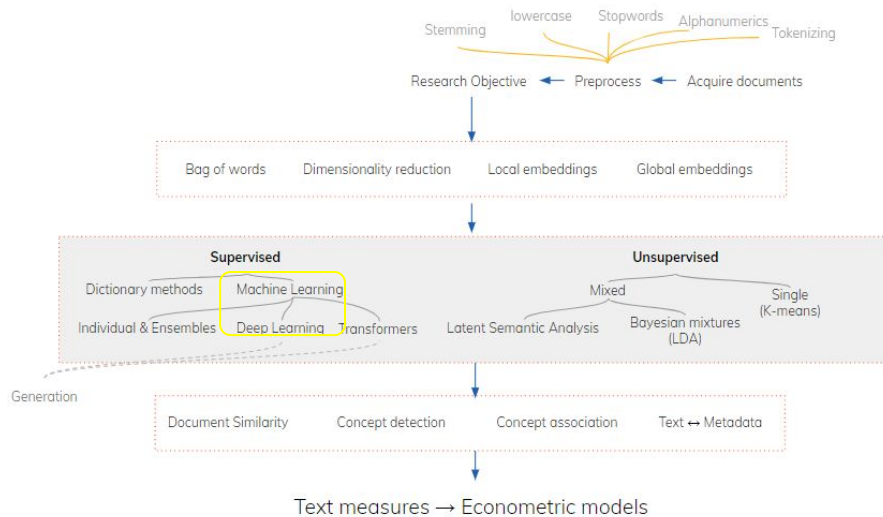 lowercase
Stopwords
Alphanumerics
Stemming
Tokenizing
Research Objective
Preprocess
Acquire documents
Bag of words
Dimensionality reduction
Local embeddings
Global embeddings
Supervised
Unsupervised
Dictionary methods
Machine Learning
Mixed
Single
(K-means)
Individual & Ensembles
Deep Learning
Transformers
Latent Semantic Analysis
Bayesian mixtures
(LDA)
Generation
Document Similarity
Concept detection
Concept association
Text ↔ Metadata
Text measures → Econometric models